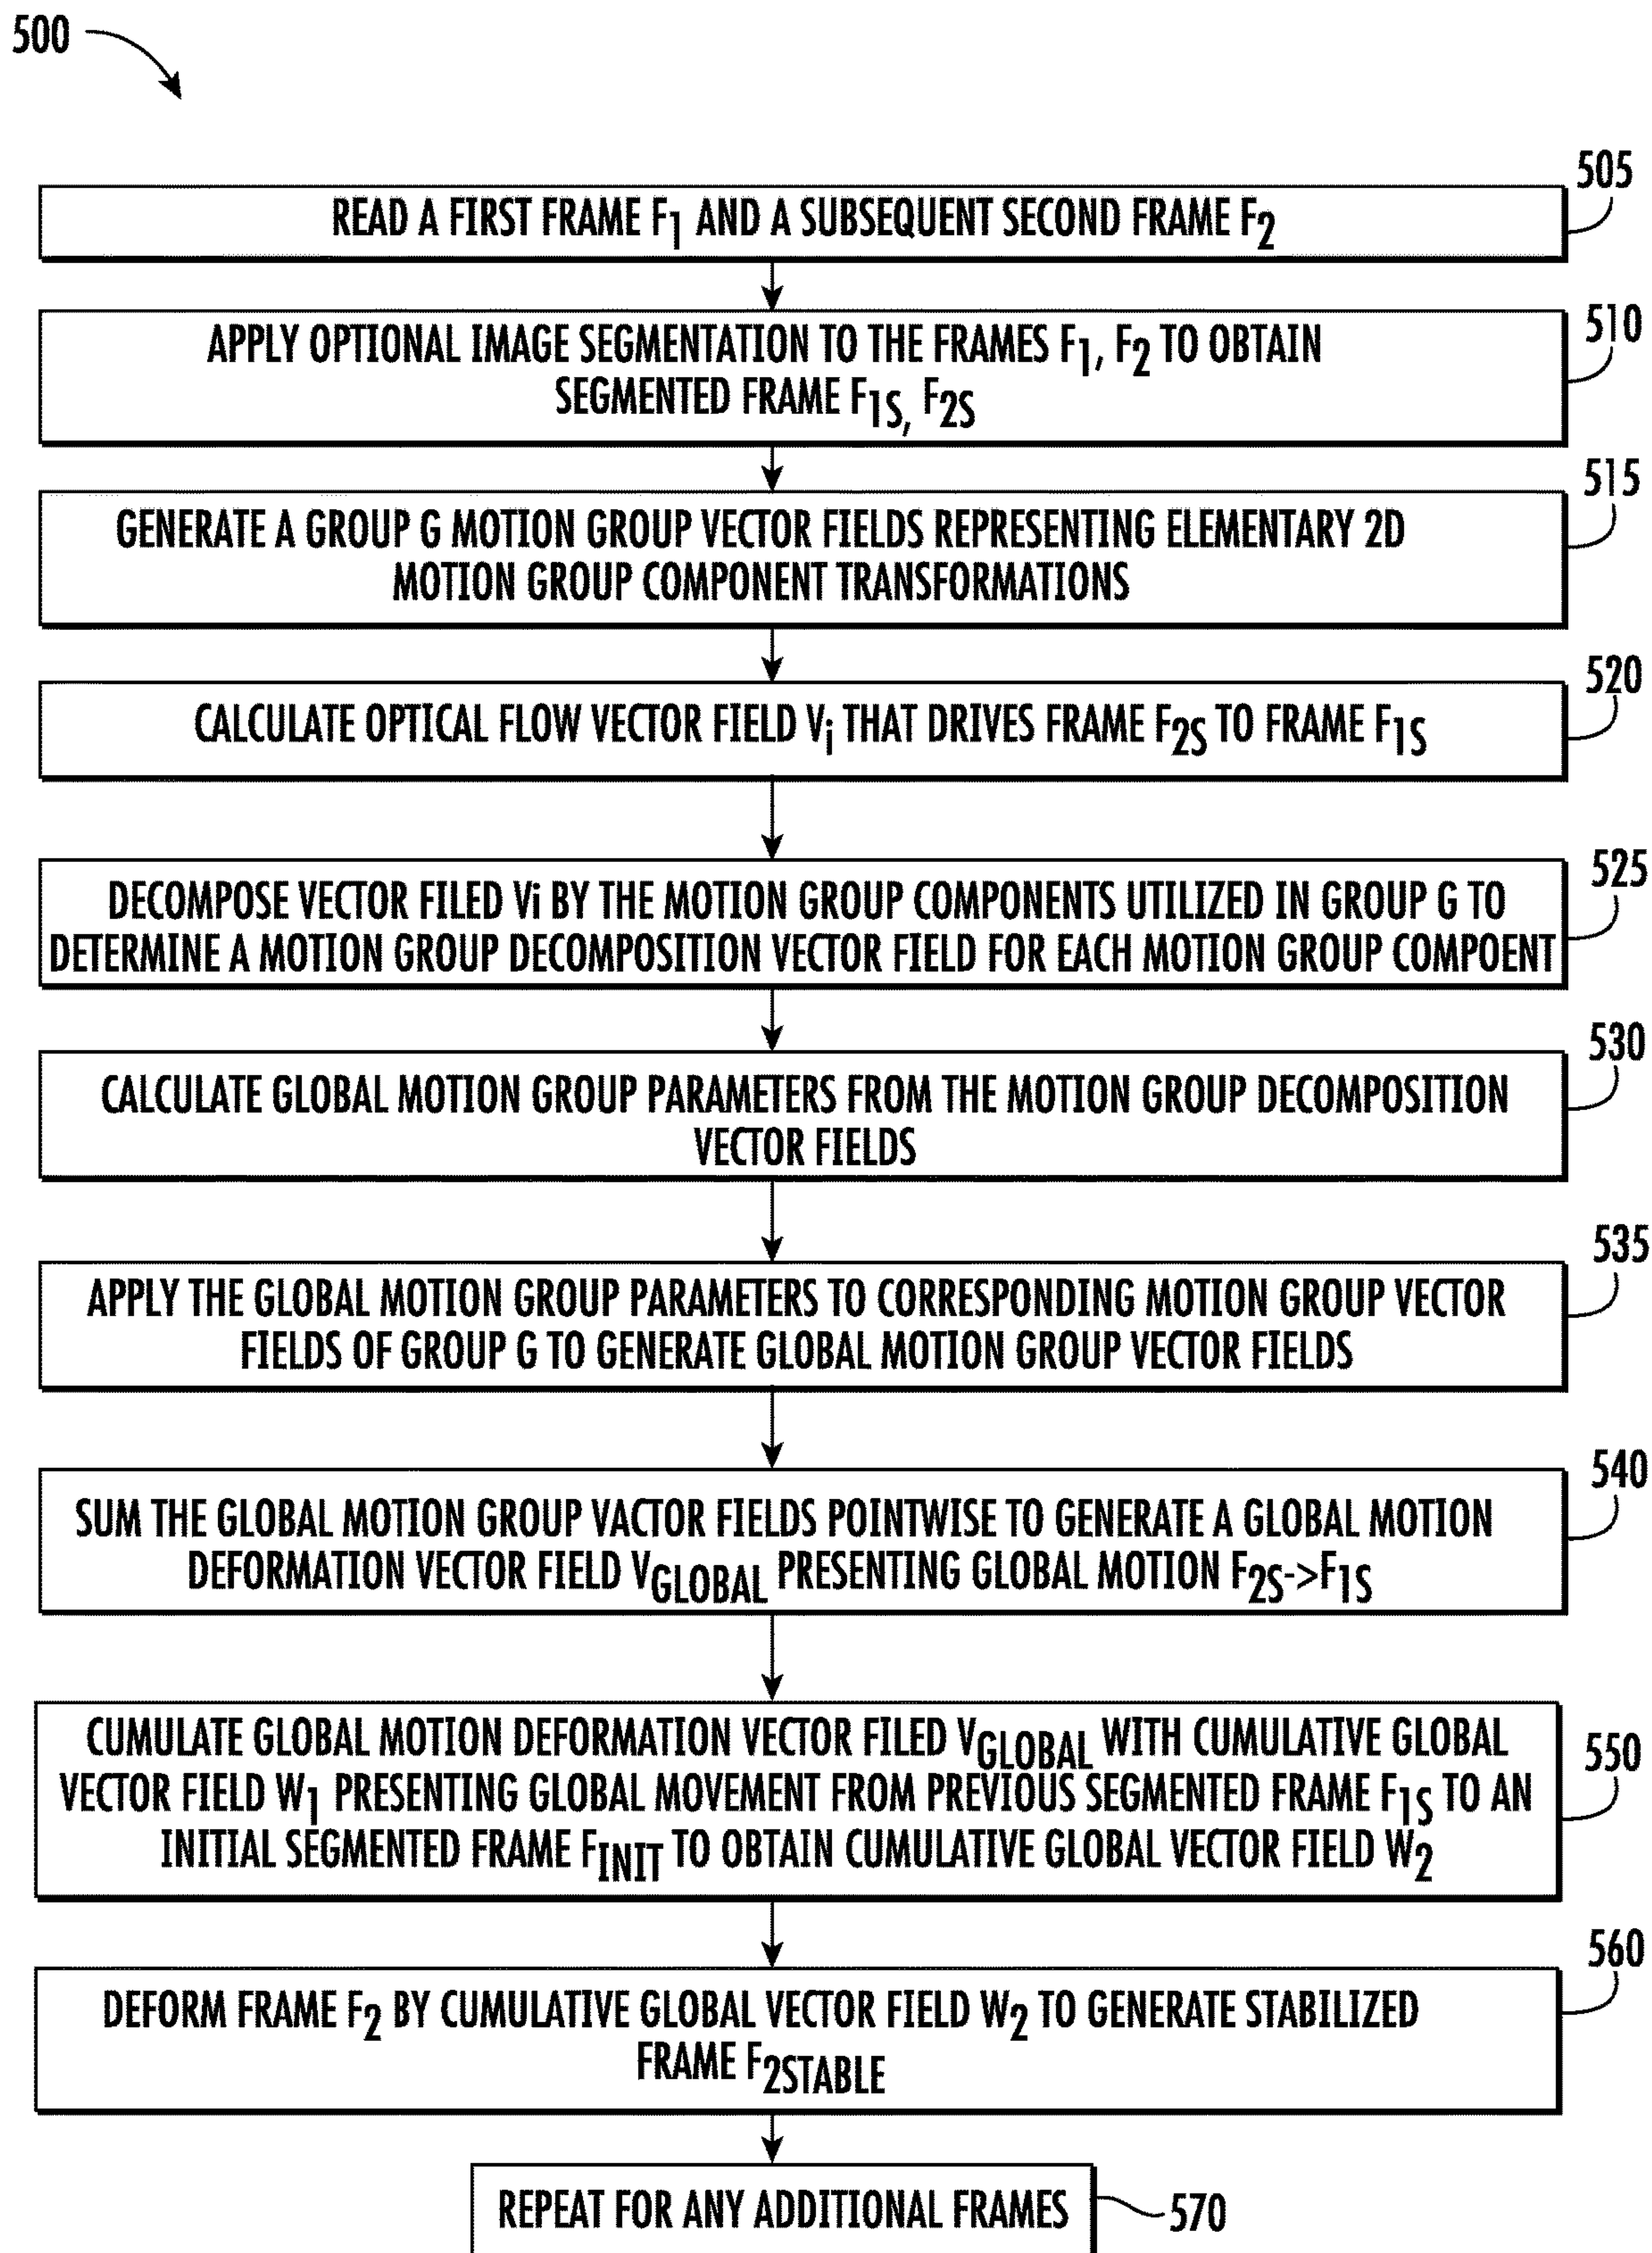 500
505
READ A FIRST FRAME F1 AND A SUBSEQUENT SECOND FRAME F2
510
APPLY OPTIONAL IMAGE SEGMENTATION TO THE FRAMES F1, F2 TO OBTAIN
SEGMENTED FRAME F1S, F2S
515
GENERATE A GROUP G MOTION GROUP VECTOR FIELDS REPRESENTING ELEMENTARY 2D
MOTION GROUP COMPONENT TRANSFORMATIONS
520
CALCULATE OPTICAL FLOW VECTOR FIELD Vi THAT DRIVES FRAME F2S TO FRAME F1S
525
DECOMPOSE VECTOR FILED Vi BY THE MOTION GROUP COMPONENTS UTILIZED IN GROUP G TO
DETERMINE A MOTION GROUP DECOMPOSITION VECTOR FIELD FOR EACH MOTION GROUP COMPOENT
530
CALCULATE GLOBAL MOTION GROUP PARAMETERS FROM THE MOTION GROUP DECOMPOSITION
VECTOR FIELDS
535
APPLY THE GLOBAL MOTION GROUP PARAMETERS TO CORRESPONDING MOTION GROUP VECTOR
FIELDS OF GROUP G TO GENERATE GLOBAL MOTION GROUP VECTOR FIELDS
540
SUM THE GLOBAL MOTION GROUP VACTOR FIELDS POINTWISE TO GENERATE A GLOBAL MOTION
DEFORMATION VECTOR FIELD VGLOBAL PRESENTING GLOBAL MOTION F2S->F1S
550
CUMULATE GLOBAL MOTION DEFORMATION VECTOR FILED VGLOBAL WITH CUMULATIVE GLOBAL
VECTOR FIELD W1 PRESENTING GLOBAL MOVEMENT FROM PREVIOUS SEGMENTED FRAME F1S TO AN
INITIAL SEGMENTED FRAME FINIT TO OBTAIN CUMULATIVE GLOBAL VECTOR FIELD W2
560
DEFORM FRAME F2 BY CUMULATIVE GLOBAL VECTOR FIELD W2 TO GENERATE STABILIZED
FRAME F2STABLE
REPEAT FOR ANY ADDITIONAL FRAMES
570